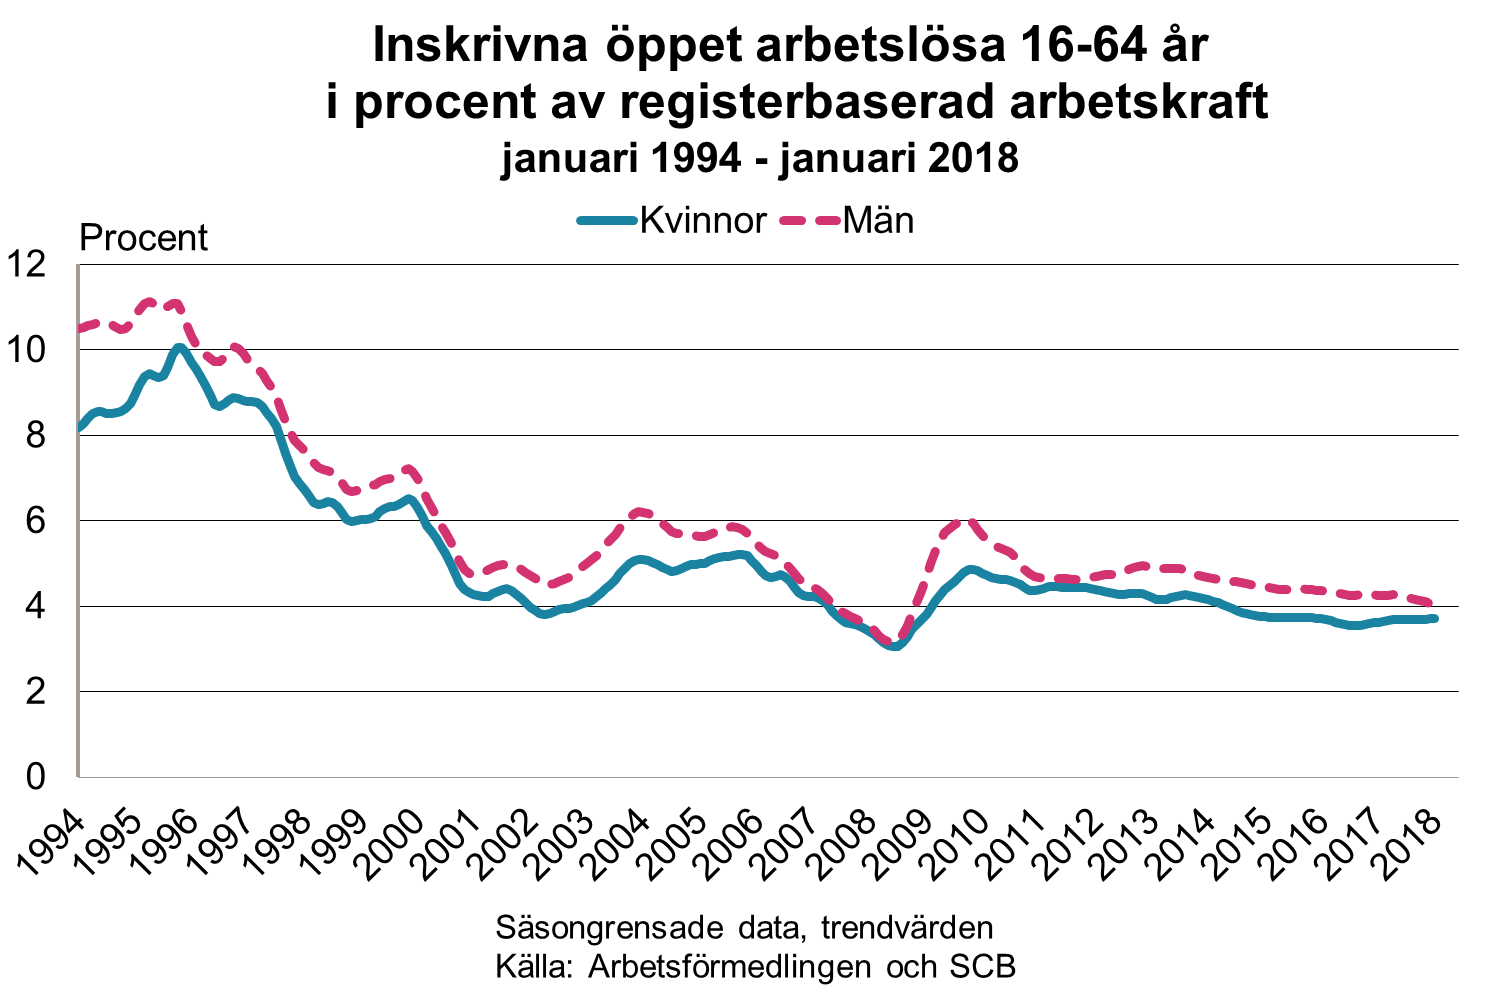 Inskrivna öppet arbetslösa 16-64 år
i procent av registerbaserad arbetskraft
januari 1994 - januari 2018
Kvinnor Män
Procent
12
10
8
6
4
2
0
1994 1995 1996 1997 1998 1999 2000 2001 2002 2003 2004 2005 2006 2007 2008 2009 2010 2011 2012 2013 2014 2015 2016 2017 2018
Säsongrensade data, trendvärden
Källa: Arbetsförmedlingen och SCB